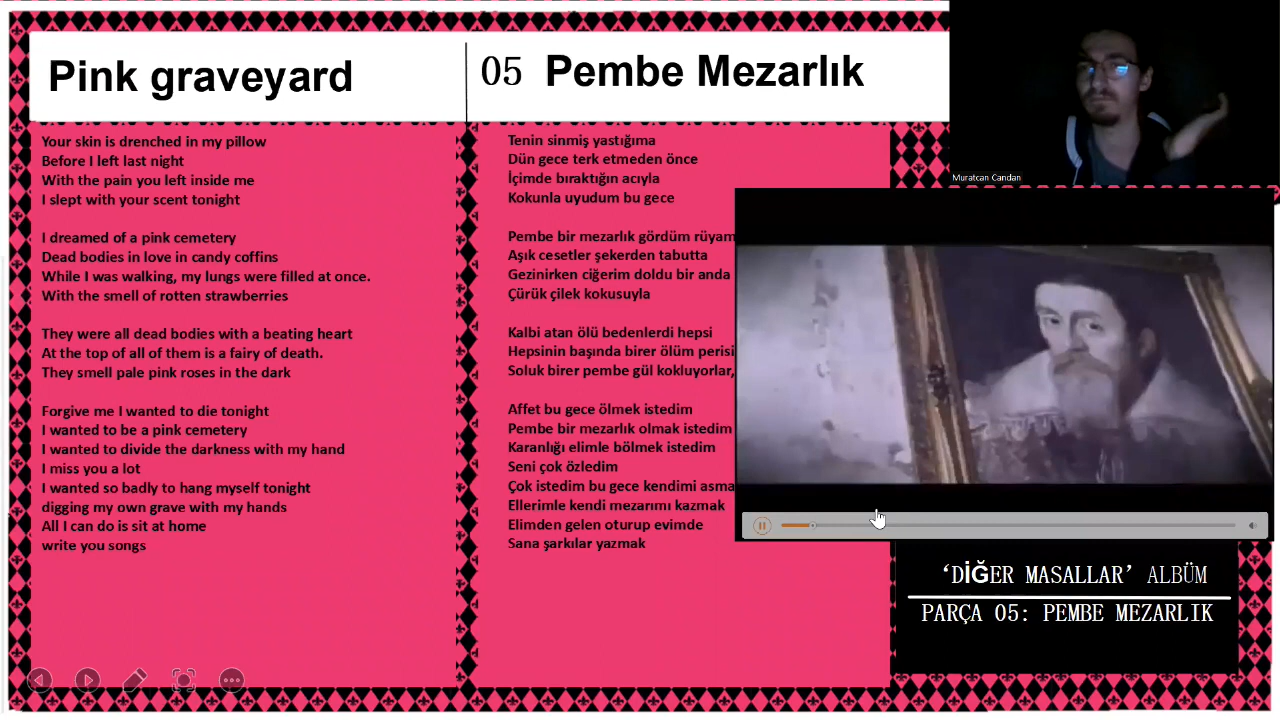 Pink graveyard
05 Pembe Mezarlık
Your skin is drenched in my pillow
Before I left last night
With the pain you left inside me
I slept with your scent tonight
I dreamed of a pink cemetery
Dead bodies in love in candy coffins
While I was walking, my lungs were filled at once.
With the smell of rotten strawberries
They were all dead bodies with a beating heart
At the top of all of them is a fairy of death.
They smell pale pink roses in the dark
Forgive me I wanted to die tonight
I wanted to be a pink cemetery
I wanted to divide the darkness with my hand
I miss you a lot
I wanted so badly to hang myself tonight
digging my own grave with my hands
All I can do is sit at home
write you songs
Tenin sinmiş yastığıma
Dün gece terk etmeden önce
İçimde bıraktığın acıyla
Kokunla uyudum bu gece
Pembe bir mezarlık gördüm rüyam
Aşık cesetler şekerden tabutta
Gezinirken ciğerim doldu bir anda
Çürük çilek kokusuyla
Kalbi atan ölü bedenlerdi hepsi
Hepsinin başında birer ölüm perisi
Soluk birer pembe gül kokluyorlar,
Affet bu gece ölmek istedim
Pembe bir mezarlık olmak istedim
Karanlığı elimle bölmek istedim
Seni çok özledim
Çok istedim bu gece kendimi asma
Ellerimle kendi mezarımı kazmak
Elimden gelen oturup evimde
Sana şarkılar yazmak
Muratcan Candan
‘DİĞER MASALLAR’ ALBÜM
PARÇA 05: PEMBE MEZARLIK